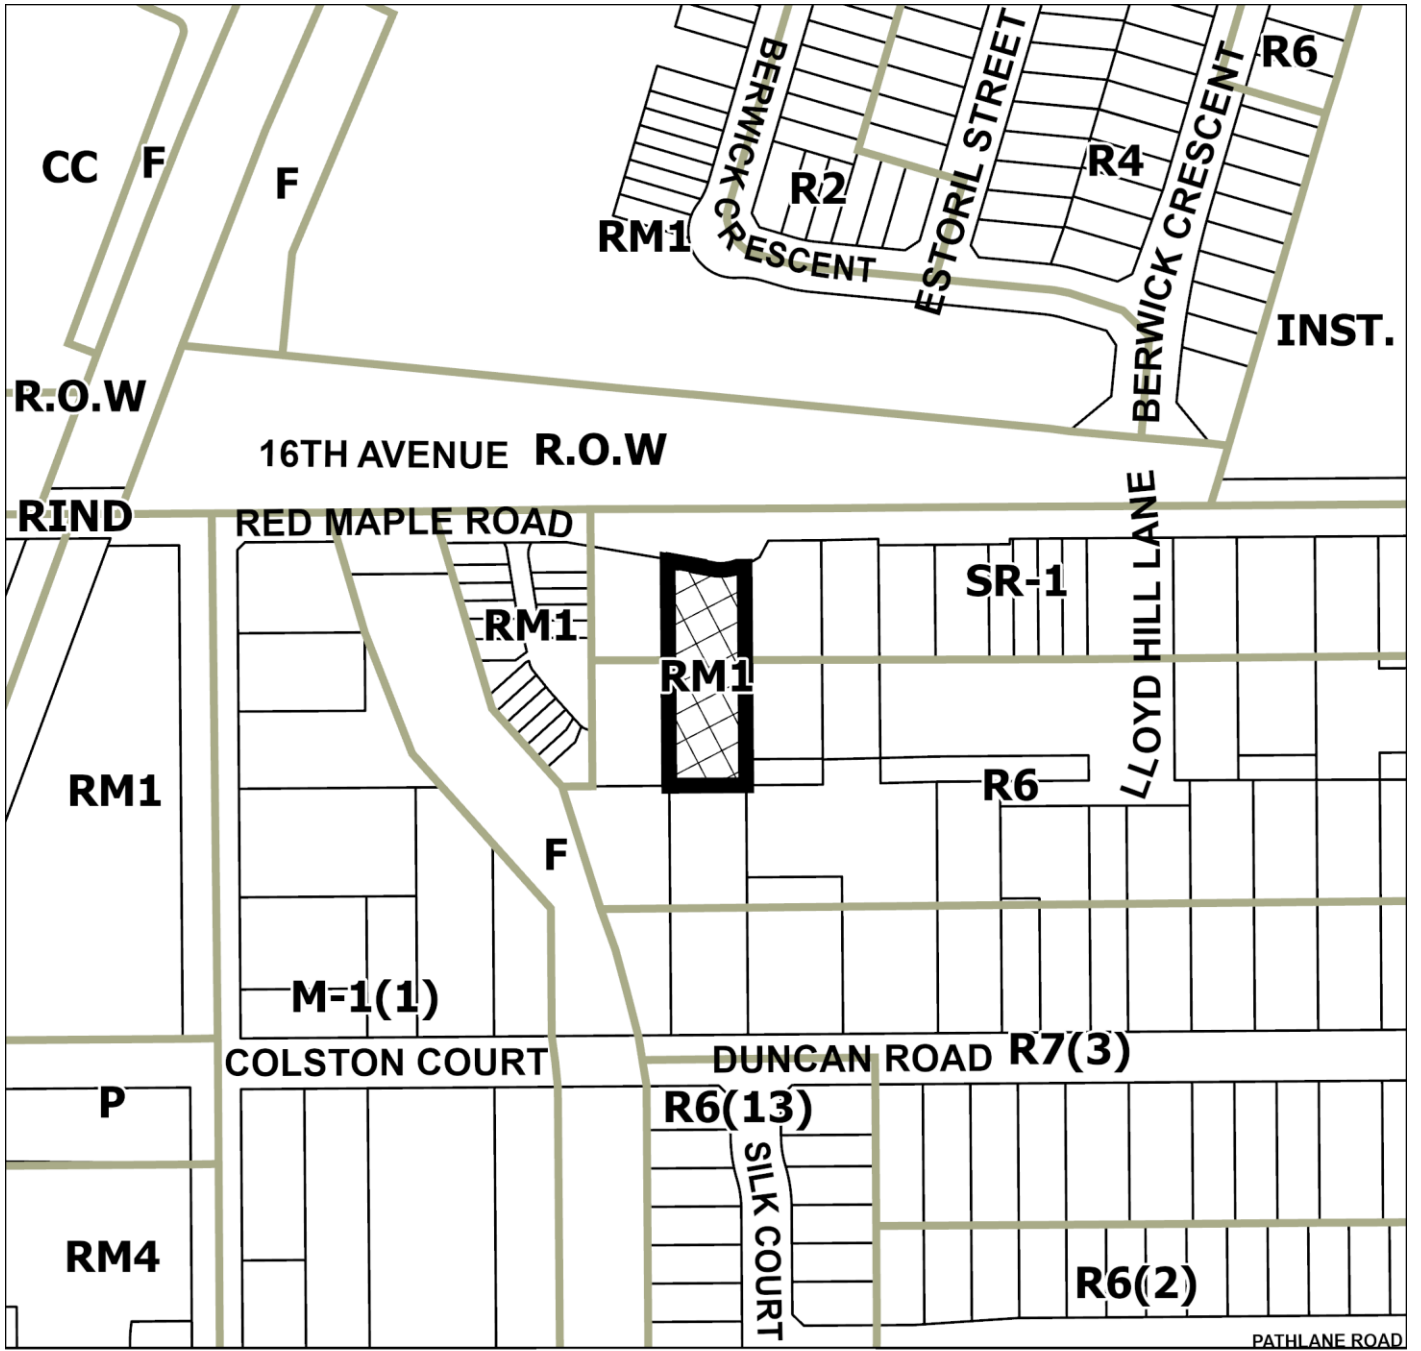 R6
BERWICK CRESCENT
ESTORIL STREET
BERWICK CRESCENT
CC
F
F
R2
R4
RM1
INST.
R.O.W
16TH AVENUE
R.O.W
RIND
RED MAPLE ROAD
LLOYD HILL LANE
SR-1
RM1
RM1
RM1
R6
F
M-1(1)
COLSTON COURT
DUNCAN ROAD
R7(3)
P
R6(13)
SILK COURT
RM4
R6(2)
PATHLANE ROAD